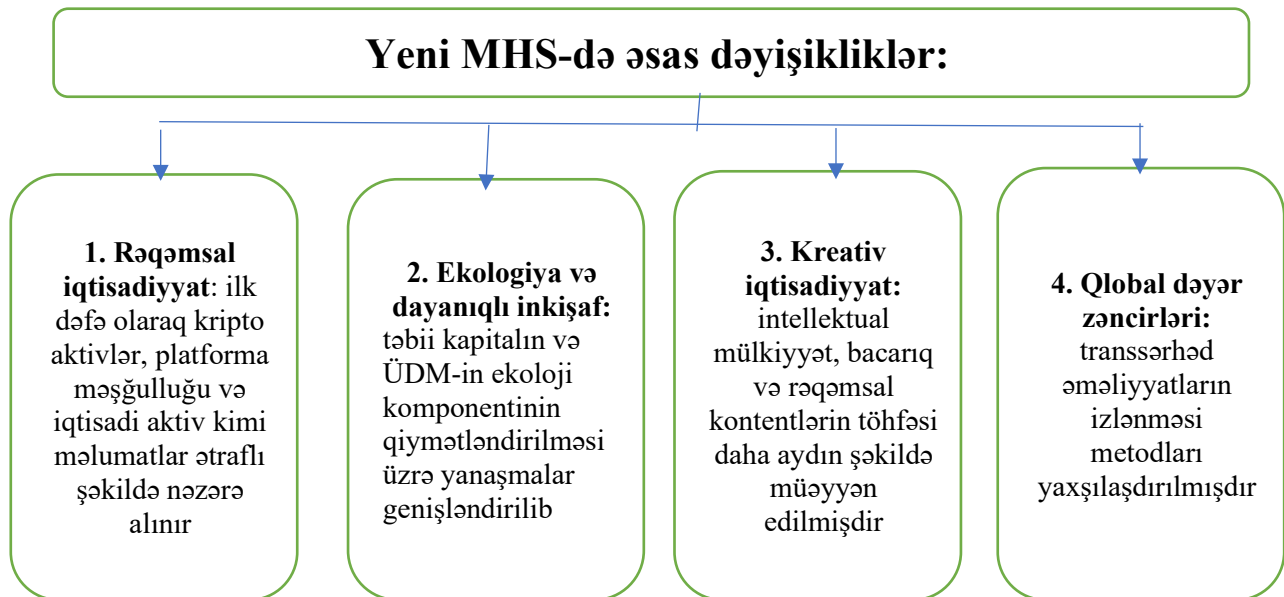 Yeni MHS-də əsas dəyişikliklər:
1. Rəqəmsal
iqtisadiyyat: ilk
dəfə olaraq kripto
aktivlər, platforma
məşğulluğu və
iqtisadi aktiv kimi
məlumatlar ətraflı
şəkildə nəzərə
alınır
2. Ekologiya və
dayanıqlı inkişaf:
təbii kapitalın və
ÜDM-in ekoloji
komponentinin
qiymətləndirilməsi
üzrə yanaşmalar
genişləndirilib
3. Kreativ
iqtisadiyyat:
intellektual
mülkiyyət, bacarıq
və rəqəmsal
kontentlərin töhfəsi
daha aydın şəkildə
müəyyən
edilmişdir
4. Qlobal dəyər
zəncirləri:
transsərhəd
əməliyyatların
izlənməsi
metodları
yaxşılaşdırılmışdır